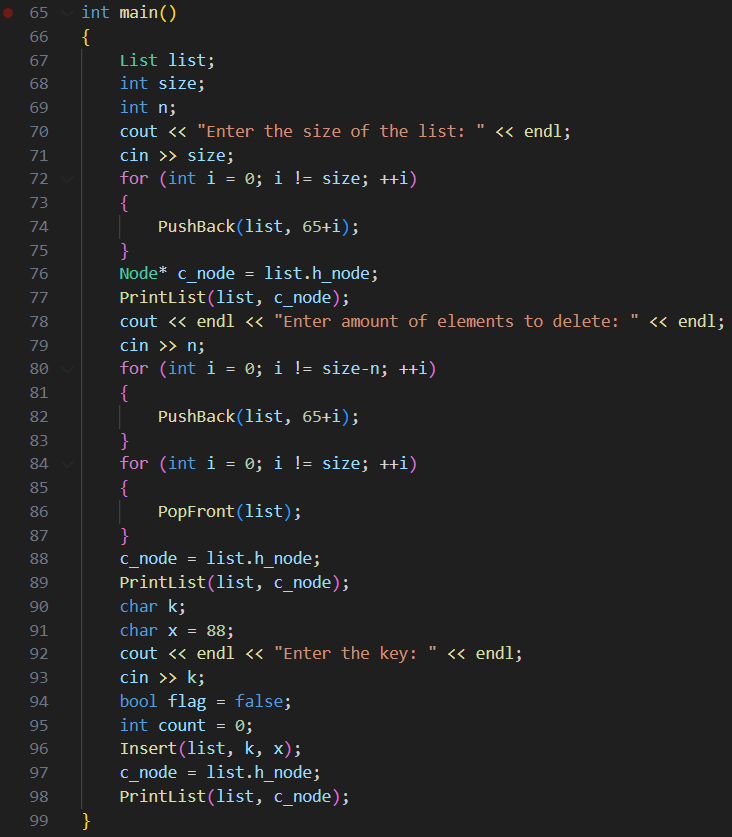 65 int main()
66 {
67     List list;
68     int size;
69     int n;
70     cout << "Enter the size of the list: " << endl;
71     cin >> size;
72     for (int i = 0; i != size; ++i)
73     {
74         PushBack(list, 65+i);
75     }
76     Node* c_node = list.h_node;
77     PrintList(list, c_node);
78     cout << endl << "Enter amount of elements to delete: " << endl;
79     cin >> n;
80     for (int i = 0; i != size-n; ++i)
81     {
82         PushBack(list, 65+i);
83     }
84     for (int i = 0; i != size; ++i)
85     {
86         PopFront(list);
87     }
88     c_node = list.h_node;
89     PrintList(list, c_node);
90     char k;
91     char x = 88;
92     cout << endl << "Enter the key: " << endl;
93     cin >> k;
94     bool flag = false;
95     int count = 0;
96     Insert(list, k, x);
97     c_node = list.h_node;
98     PrintList(list, c_node);
99 }